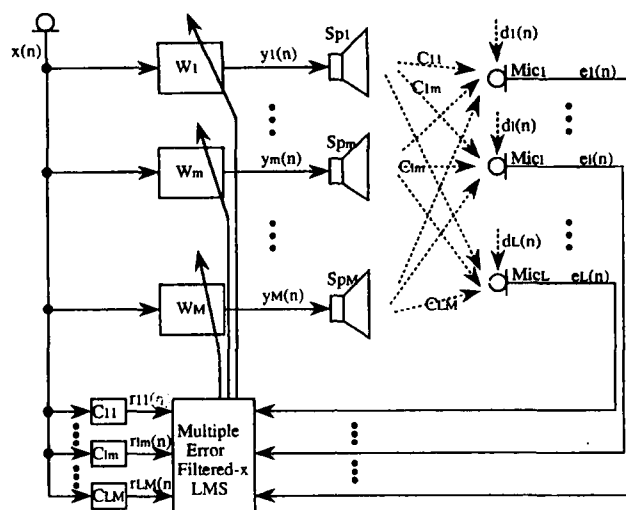 x(n)
W1
y1(n)
Sp1
C11
C1m
d1(n)
Mic1
e1(n)
Wm
ym(n)
Spm
Clm
dl(n)
Micl
el(n)
WM
yM(n)
SpM
CLM
dL(n)
MicL
eL(n)
C11
r11(n)
Clm
rlm(n)
CLM
rLM(n)
Multiple
Error
Filtered-x
LMS